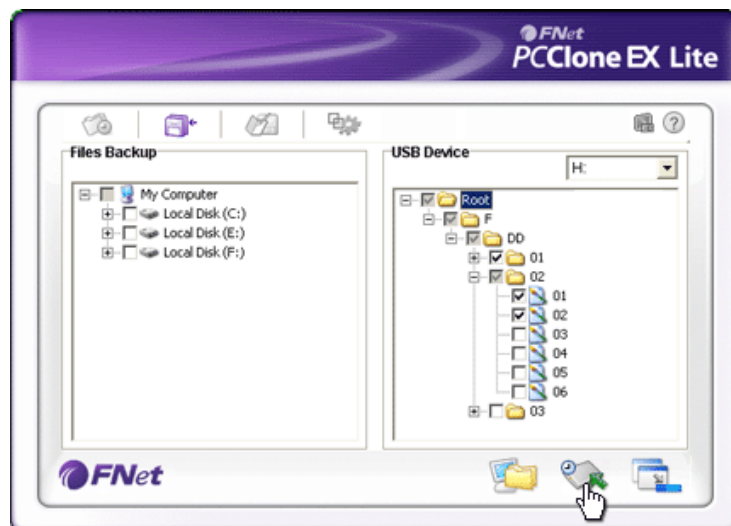 FNet
PCClone EX Lite
Files Backup
My Computer
Local Disk (C:)
Local Disk (E:)
Local Disk (F:)
USB Device
H:
Root
F
DD
01
02
01
02
03
04
05
06
03
FNet